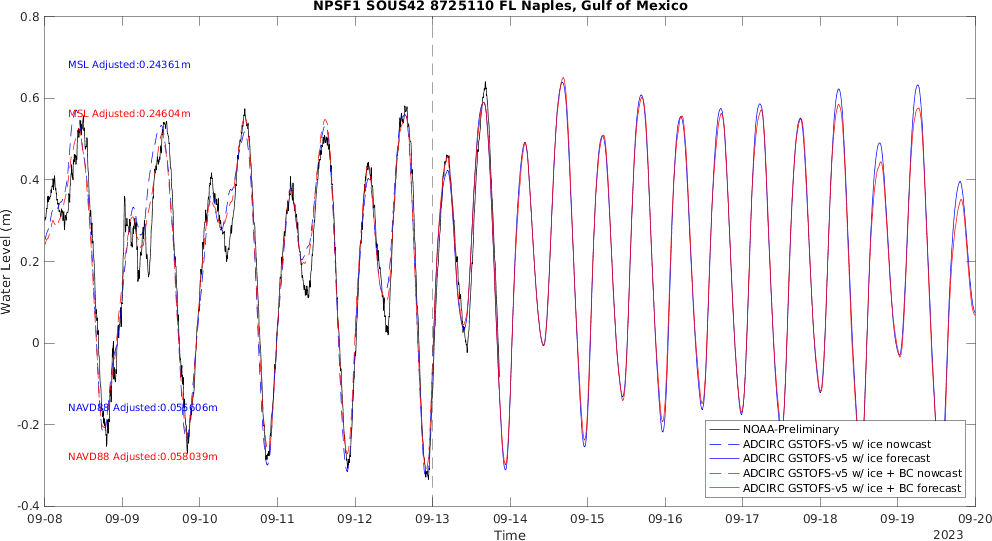 NPSF1 SOUS42 8725110 FL Naples, Gulf of Mexico
0.8
0.6
0.4
0.2
0
-0.2
-0.4
Water Level (m)
MSL Adjusted:0.24361m
MSL Adjusted:0.24604m
NAVD88 Adjusted:0.055606m
NAVD88 Adjusted:0.058039m
NOAA-Preliminary
ADCIRC GSTOFS-v5 w/ ice nowcast
ADCIRC GSTOFS-v5 w/ ice forecast
ADCIRC GSTOFS-v5 w/ ice + BC nowcast
ADCIRC GSTOFS-v5 w/ ice + BC forecast
09-08 09-09 09-10 09-11 09-12 09-13 09-14 09-15 09-16 09-17 09-18 09-19 09-20
Time
2023